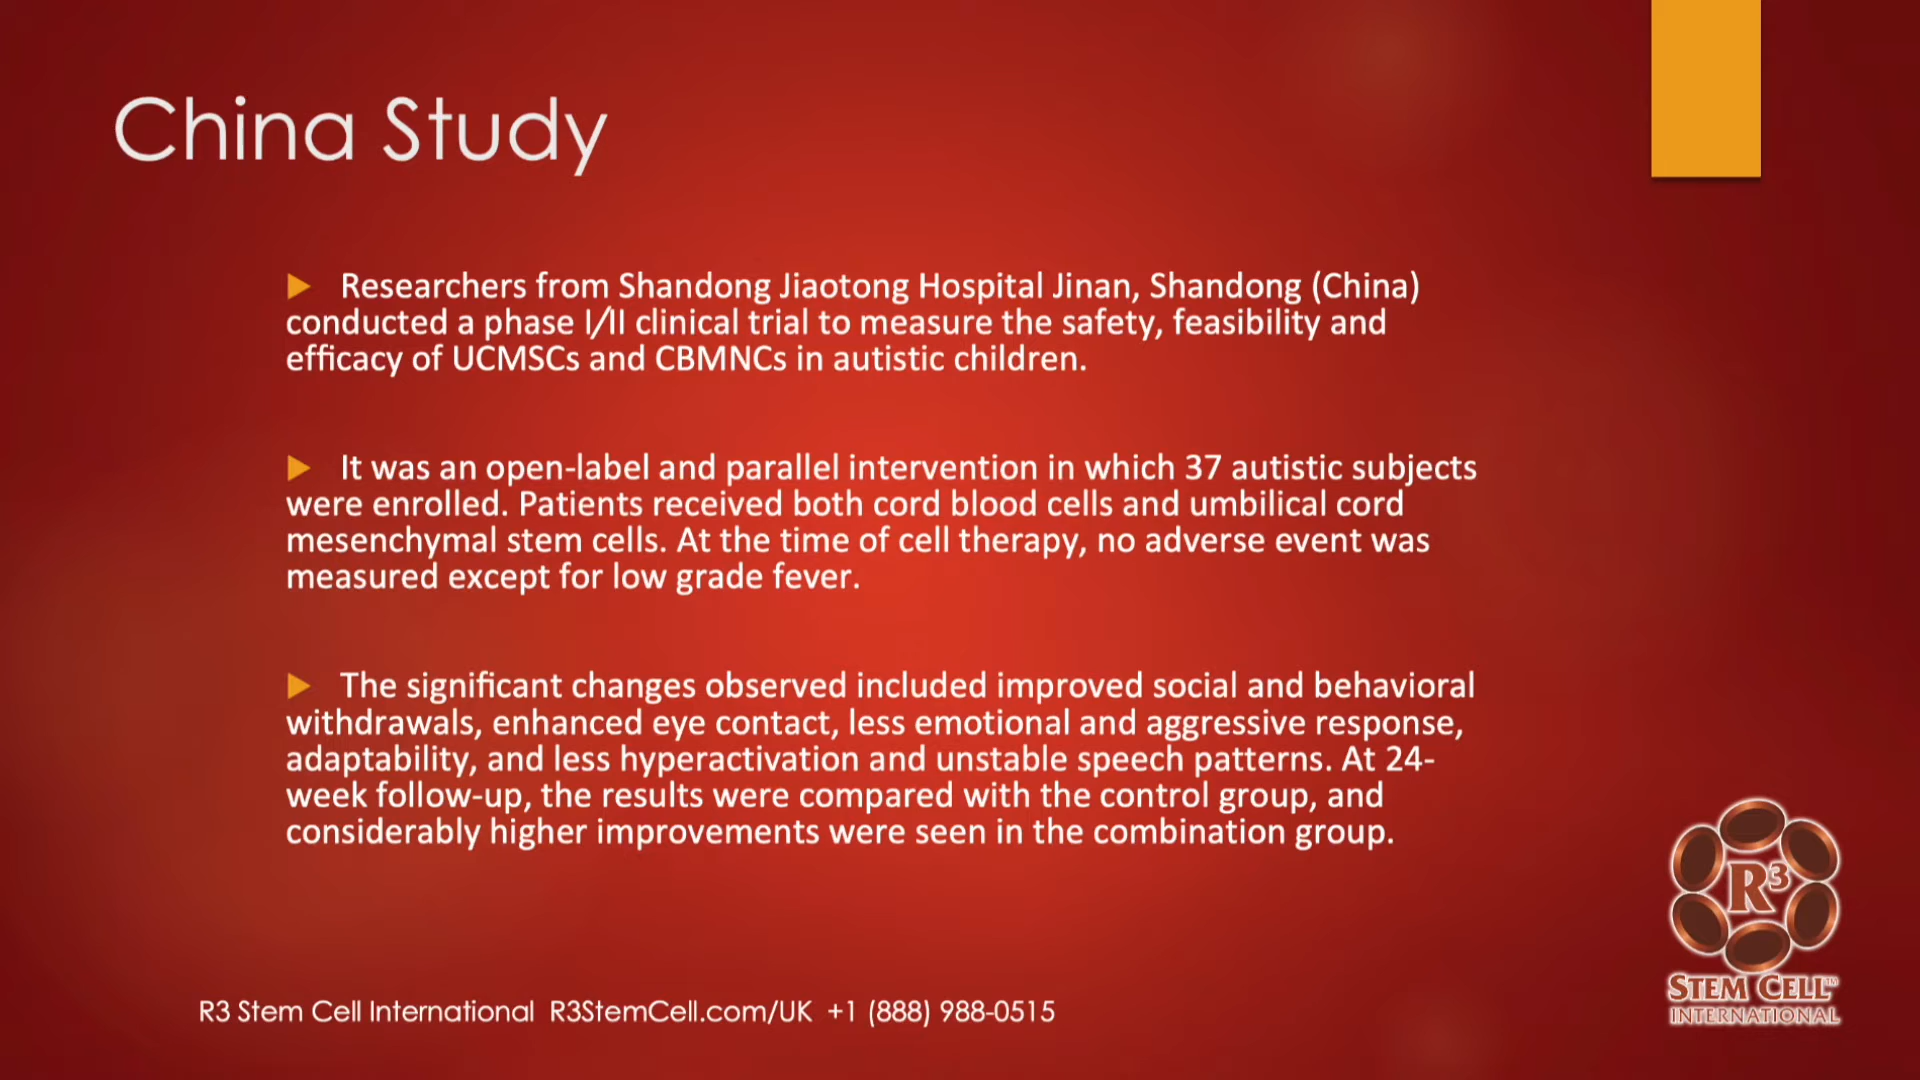 China Study
Researchers from Shandong Jiaotong Hospital Jinan, Shandong (China)
conducted a phase I/II clinical trial to measure the safety, feasibility and
efficacy of UCMSCs and CBMNCs in autistic children.
It was an open-label and parallel intervention in which 37 autistic subjects
were enrolled. Patients received both cord blood cells and umbilical cord
mesenchymal stem cells. At the time of cell therapy, no adverse event was
measured except for low grade fever.
The significant changes observed included improved social and behavioral
withdrawals, enhanced eye contact, less emotional and aggressive response,
adaptability, and less hyperactivation and unstable speech patterns. At 24-
week follow-up, the results were compared with the control group, and
considerably higher improvements were seen in the combination group.
R³
STEM CELL™
INTERNATIONAL
R3 Stem Cell International R3StemCell.com/UK +1 (888) 988-0515